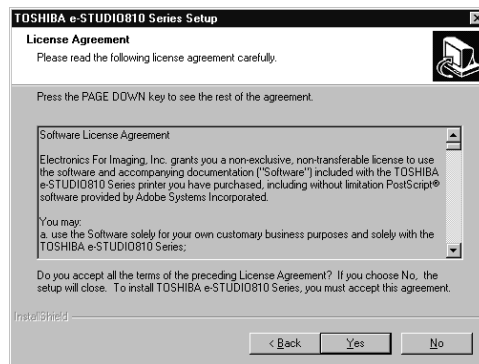 TOSHIBA e-STUDIO810 Series Setup
License Agreement
Please read the following license agreement carefully.
Press the PAGE DOWN key to see the rest of the agreement.
Software License Agreement
Electronics For Imaging, Inc. grants you a non-exclusive, non-transferable license to use
the software and accompanying documentation ("Software") included with the TOSHIBA
e-STUDIO810 Series printer you have purchased, including without limitation PostScript®
software provided by Adobe Systems Incorporated.
You may:
a. use the Software solely for your own customary business purposes and solely with the
TOSHIBA e-STUDIO810 Series;
Do you accept all the terms of the preceding License Agreement? If you choose No, the
setup will close. To install TOSHIBA e-STUDIO810 Series, you must accept this agreement.
InstallShield
< Back
Yes
No